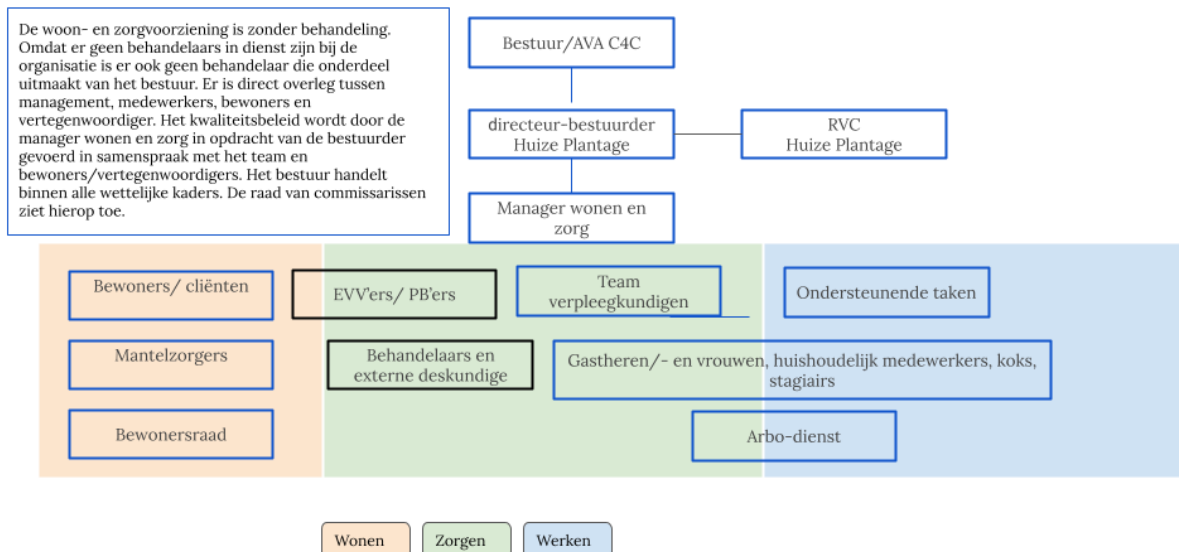 De woon- en zorgvoorziening is zonder behandeling.
Omdat er geen behandelaars in dienst zijn bij de
organisatie is er ook geen behandelaar die onderdeel
uitmaakt van het bestuur. Er is direct overleg tussen
management, medewerkers, bewoners en
vertegenwoordiger. Het kwaliteitsbeleid wordt door de
manager wonen en zorg in opdracht van de bestuurder
gevoerd in samenspraak met het team en
bewoners/vertegenwoordigers. Het bestuur handelt
binnen alle wettelijke kaders. De raad van commissarissen
ziet hierop toe.
Bestuur/AVA C4C
directeur-bestuurder
Huize Plantage
RVC
Huize Plantage
Manager wonen en
zorg
Bewoners/ cliënten
EVV'ers/ PB'ers
Team
verpleegkundigen
Ondersteunende taken
Mantelzorgers
Behandelaars en
externe deskundige
Gastheren/- en vrouwen, huishoudelijk medewerkers, koks,
stagiairs
Bewonersraad
Arbo-dienst
Wonen
Zorgen
Werken